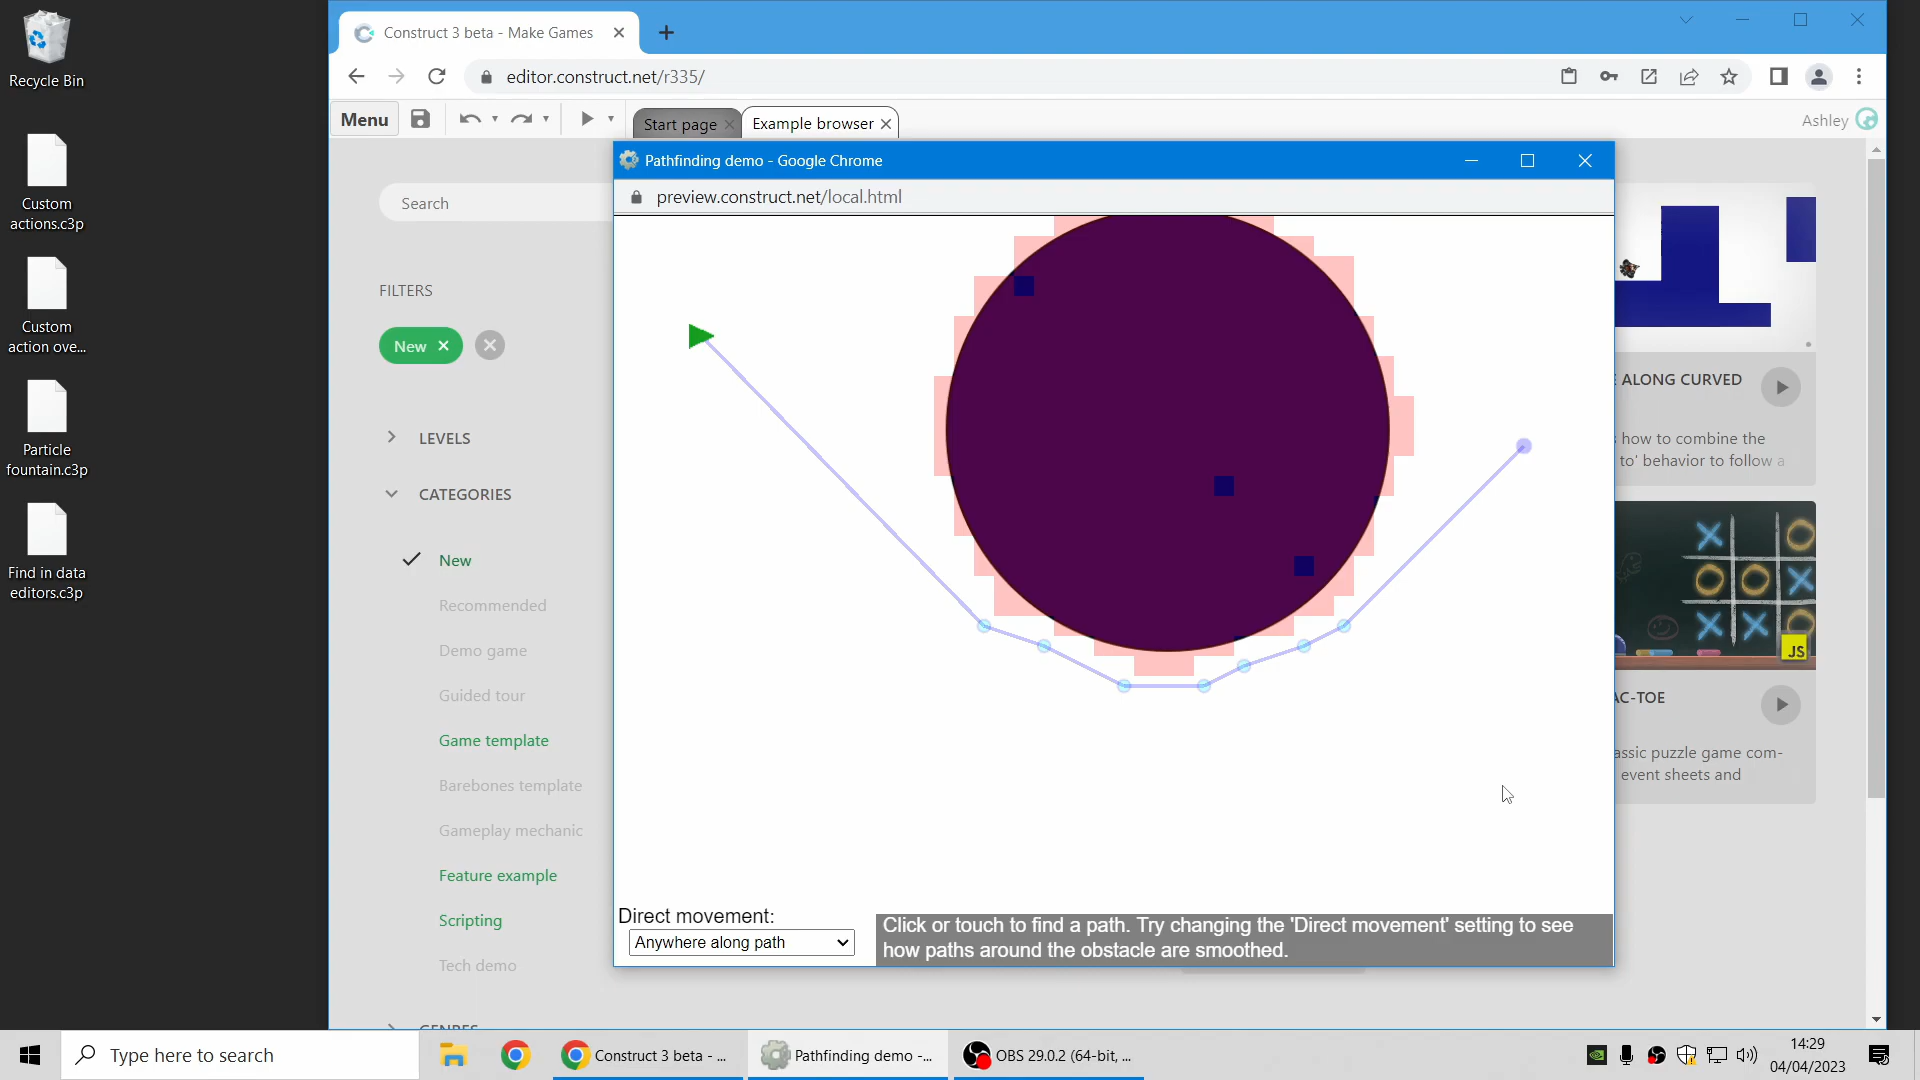 Recycle Bin
Custom
actions.c3p
Custom
action ove...
Particle
fountain.c3p
Find in data
editors.c3p
Construct 3 beta - Make Games
editor.construct.net/r335/
Menu
Start page
Example browser
Ashley
Search
FILTERS
New
LEVELS
CATEGORIES
New
Recommended
Demo game
Guided tour
Game template
Barebones template
Gameplay mechanic
Feature example
Scripting
Tech demo
Pathfinding demo - Google Chrome
preview.construct.net/local.html
Direct movement:
Anywhere along path
Click or touch to find a path. Try changing the 'Direct movement' setting to see
how paths around the obstacle are smoothed.
ALONG CURVED
how to combine the
to' behavior to follow a
JS
AC-TOE
assic puzzle game com-
event sheets and
Type here to search
Construct 3 beta - ...
Pathfinding demo -...
OBS 29.0.2 (64-bit, ...
14:29
04/04/2023